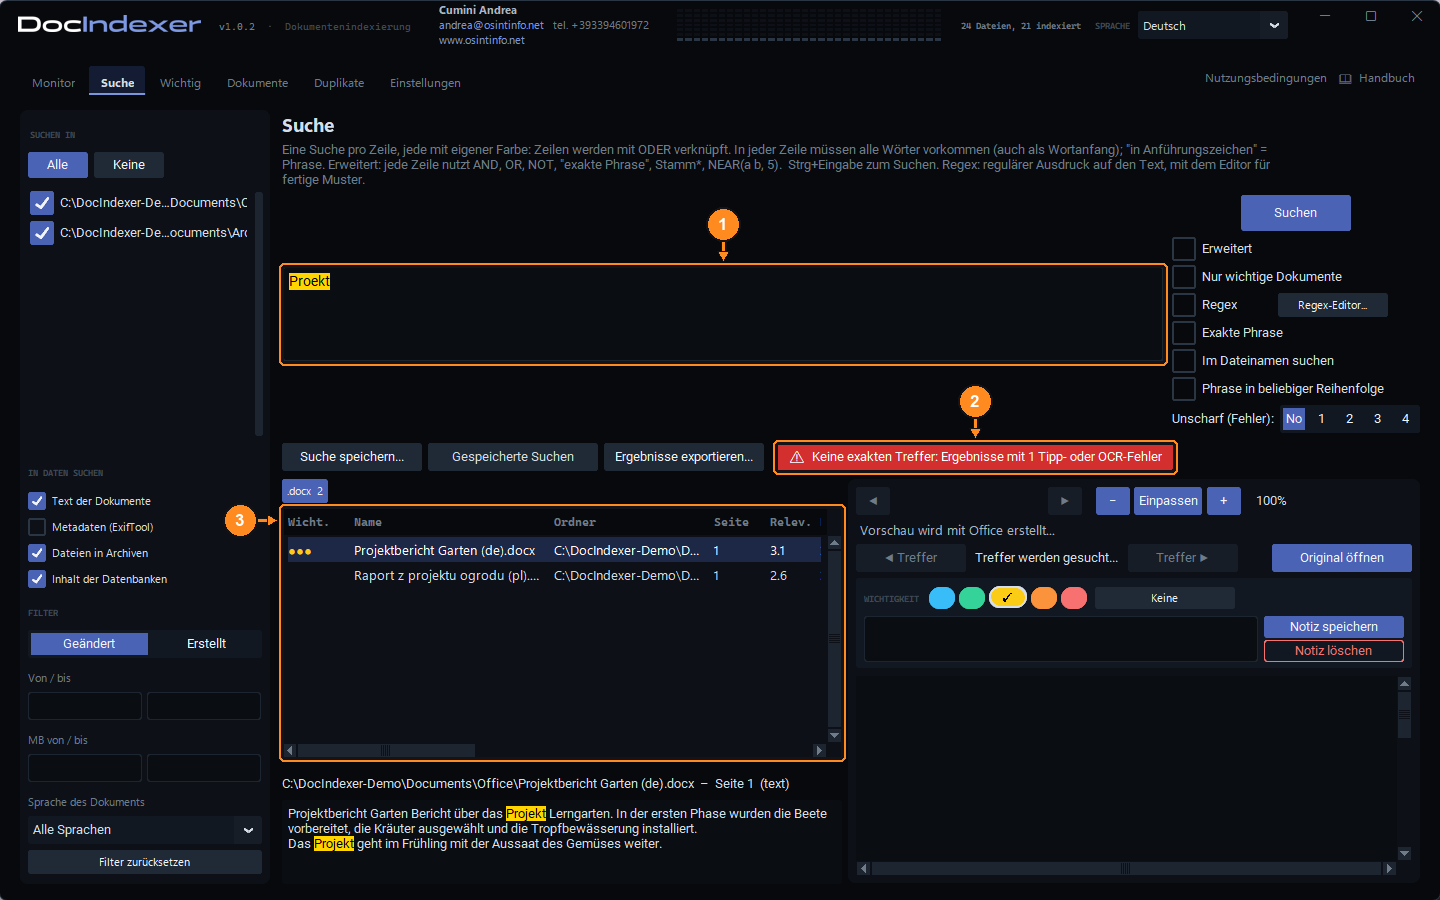 DocIndexer v1.0.2 · Dokumentenindexierung
Cumini Andrea
andrea@osintinfo.net tel. +393394601972
www.osintinfo.net
24 Dateien, 21 indexiert SPRACHE Deutsch
Monitor Suche Wichtig Dokumente Duplikate Einstellungen
Nutzungsbedingungen Handbuch
SUCHEN IN
Alle Keine
C:\DocIndexer-De...Documents\O
C:\DocIndexer-De...ocuments\Arc
IN DATEN SUCHEN
Text der Dokumente
Metadaten (ExifTool)
Dateien in Archiven
Inhalt der Datenbanken
FILTER
Geändert Erstellt
Von / bis
MB von / bis
Sprache des Dokuments
Alle Sprachen
Filter zurücksetzen
Suche
Eine Suche pro Zeile, jede mit eigener Farbe: Zeilen werden mit ODER verknüpft. In jeder Zeile müssen alle Wörter vorkommen (auch als Wortanfang); "in Anführungszeichen" =
Phrase. Erweitert: jede Zeile nutzt AND, OR, NOT, "exakte Phrase", Stamm*, NEAR(a b, 5). Strg+Eingabe zum Suchen. Regex: regulärer Ausdruck auf den Text, mit dem Editor für
fertige Muster.
1
Proekt
Suchen
Erweitert
Nur wichtige Dokumente
Regex Regex-Editor...
Exakte Phrase
Im Dateinamen suchen
Phrase in beliebiger Reihenfolge
Unscharf (Fehler): No 1 2 3 4
2
Suche speichern... Gespeicherte Suchen Ergebnisse exportieren... Keine exakten Treffer: Ergebnisse mit 1 Tipp- oder OCR-Fehler
.docx 2
3
Wicht. Name Ordner Seite Relev.
Projektbericht Garten (de).docx C:\DocIndexer-Demo\D... 1 3.1
Raport z projektu ogrodu (pl).... C:\DocIndexer-Demo\D... 1 2.6
C:\DocIndexer-Demo\Documents\Office\Projektbericht Garten (de).docx – Seite 1 (text)
Projektbericht Garten Bericht über das Projekt Lerngarten. In der ersten Phase wurden die Beete
vorbereitet, die Kräuter ausgewählt und die Tropfbewässerung installiert.
Das Projekt geht im Frühling mit der Aussaat des Gemüses weiter.
◄ ► − Einpassen + 100%
Vorschau wird mit Office erstellt...
◄ Treffer Treffer werden gesucht... Treffer ► Original öffnen
WICHTIGKEIT ✓ Keine
Notiz speichern
Notiz löschen